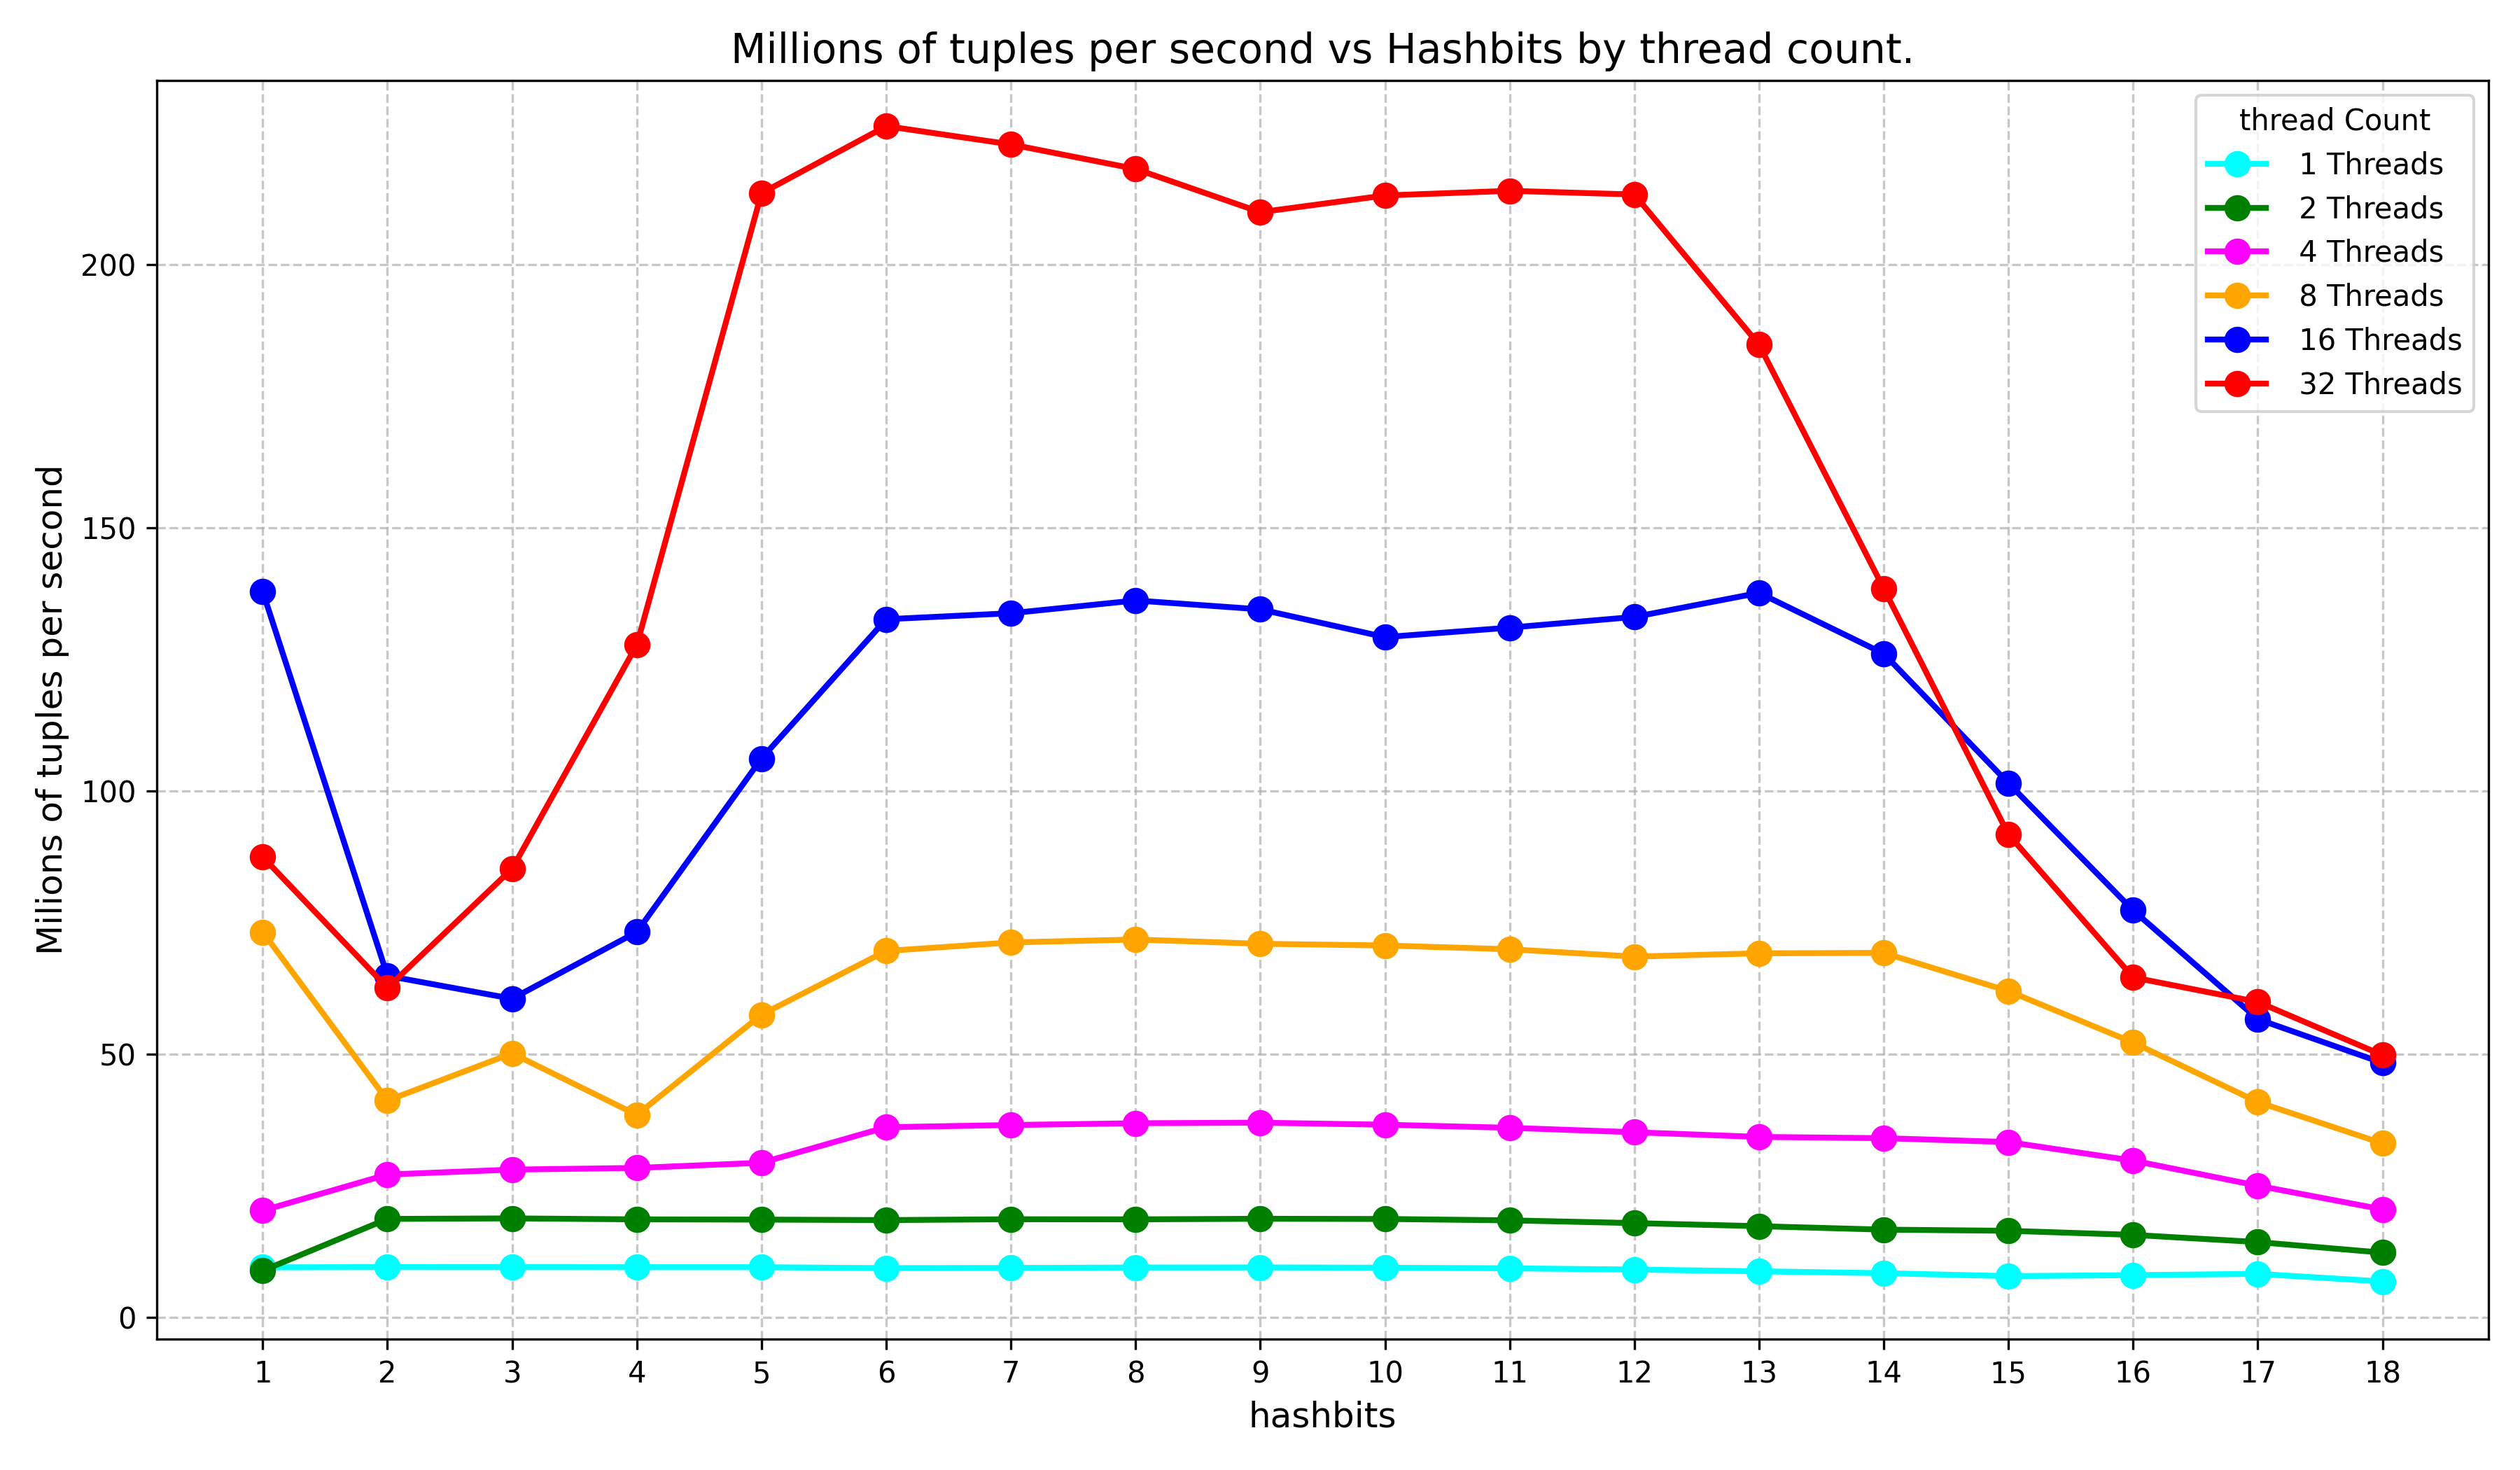 Millions of tuples per second vs Hashbits by thread count.
thread Count
1 Threads
2 Threads
4 Threads
8 Threads
16 Threads
32 Threads
Milions of tuples per second
200
150
100
50
0
1 2 3 4 5 6 7 8 9 10 11 12 13 14 15 16 17 18
hashbits